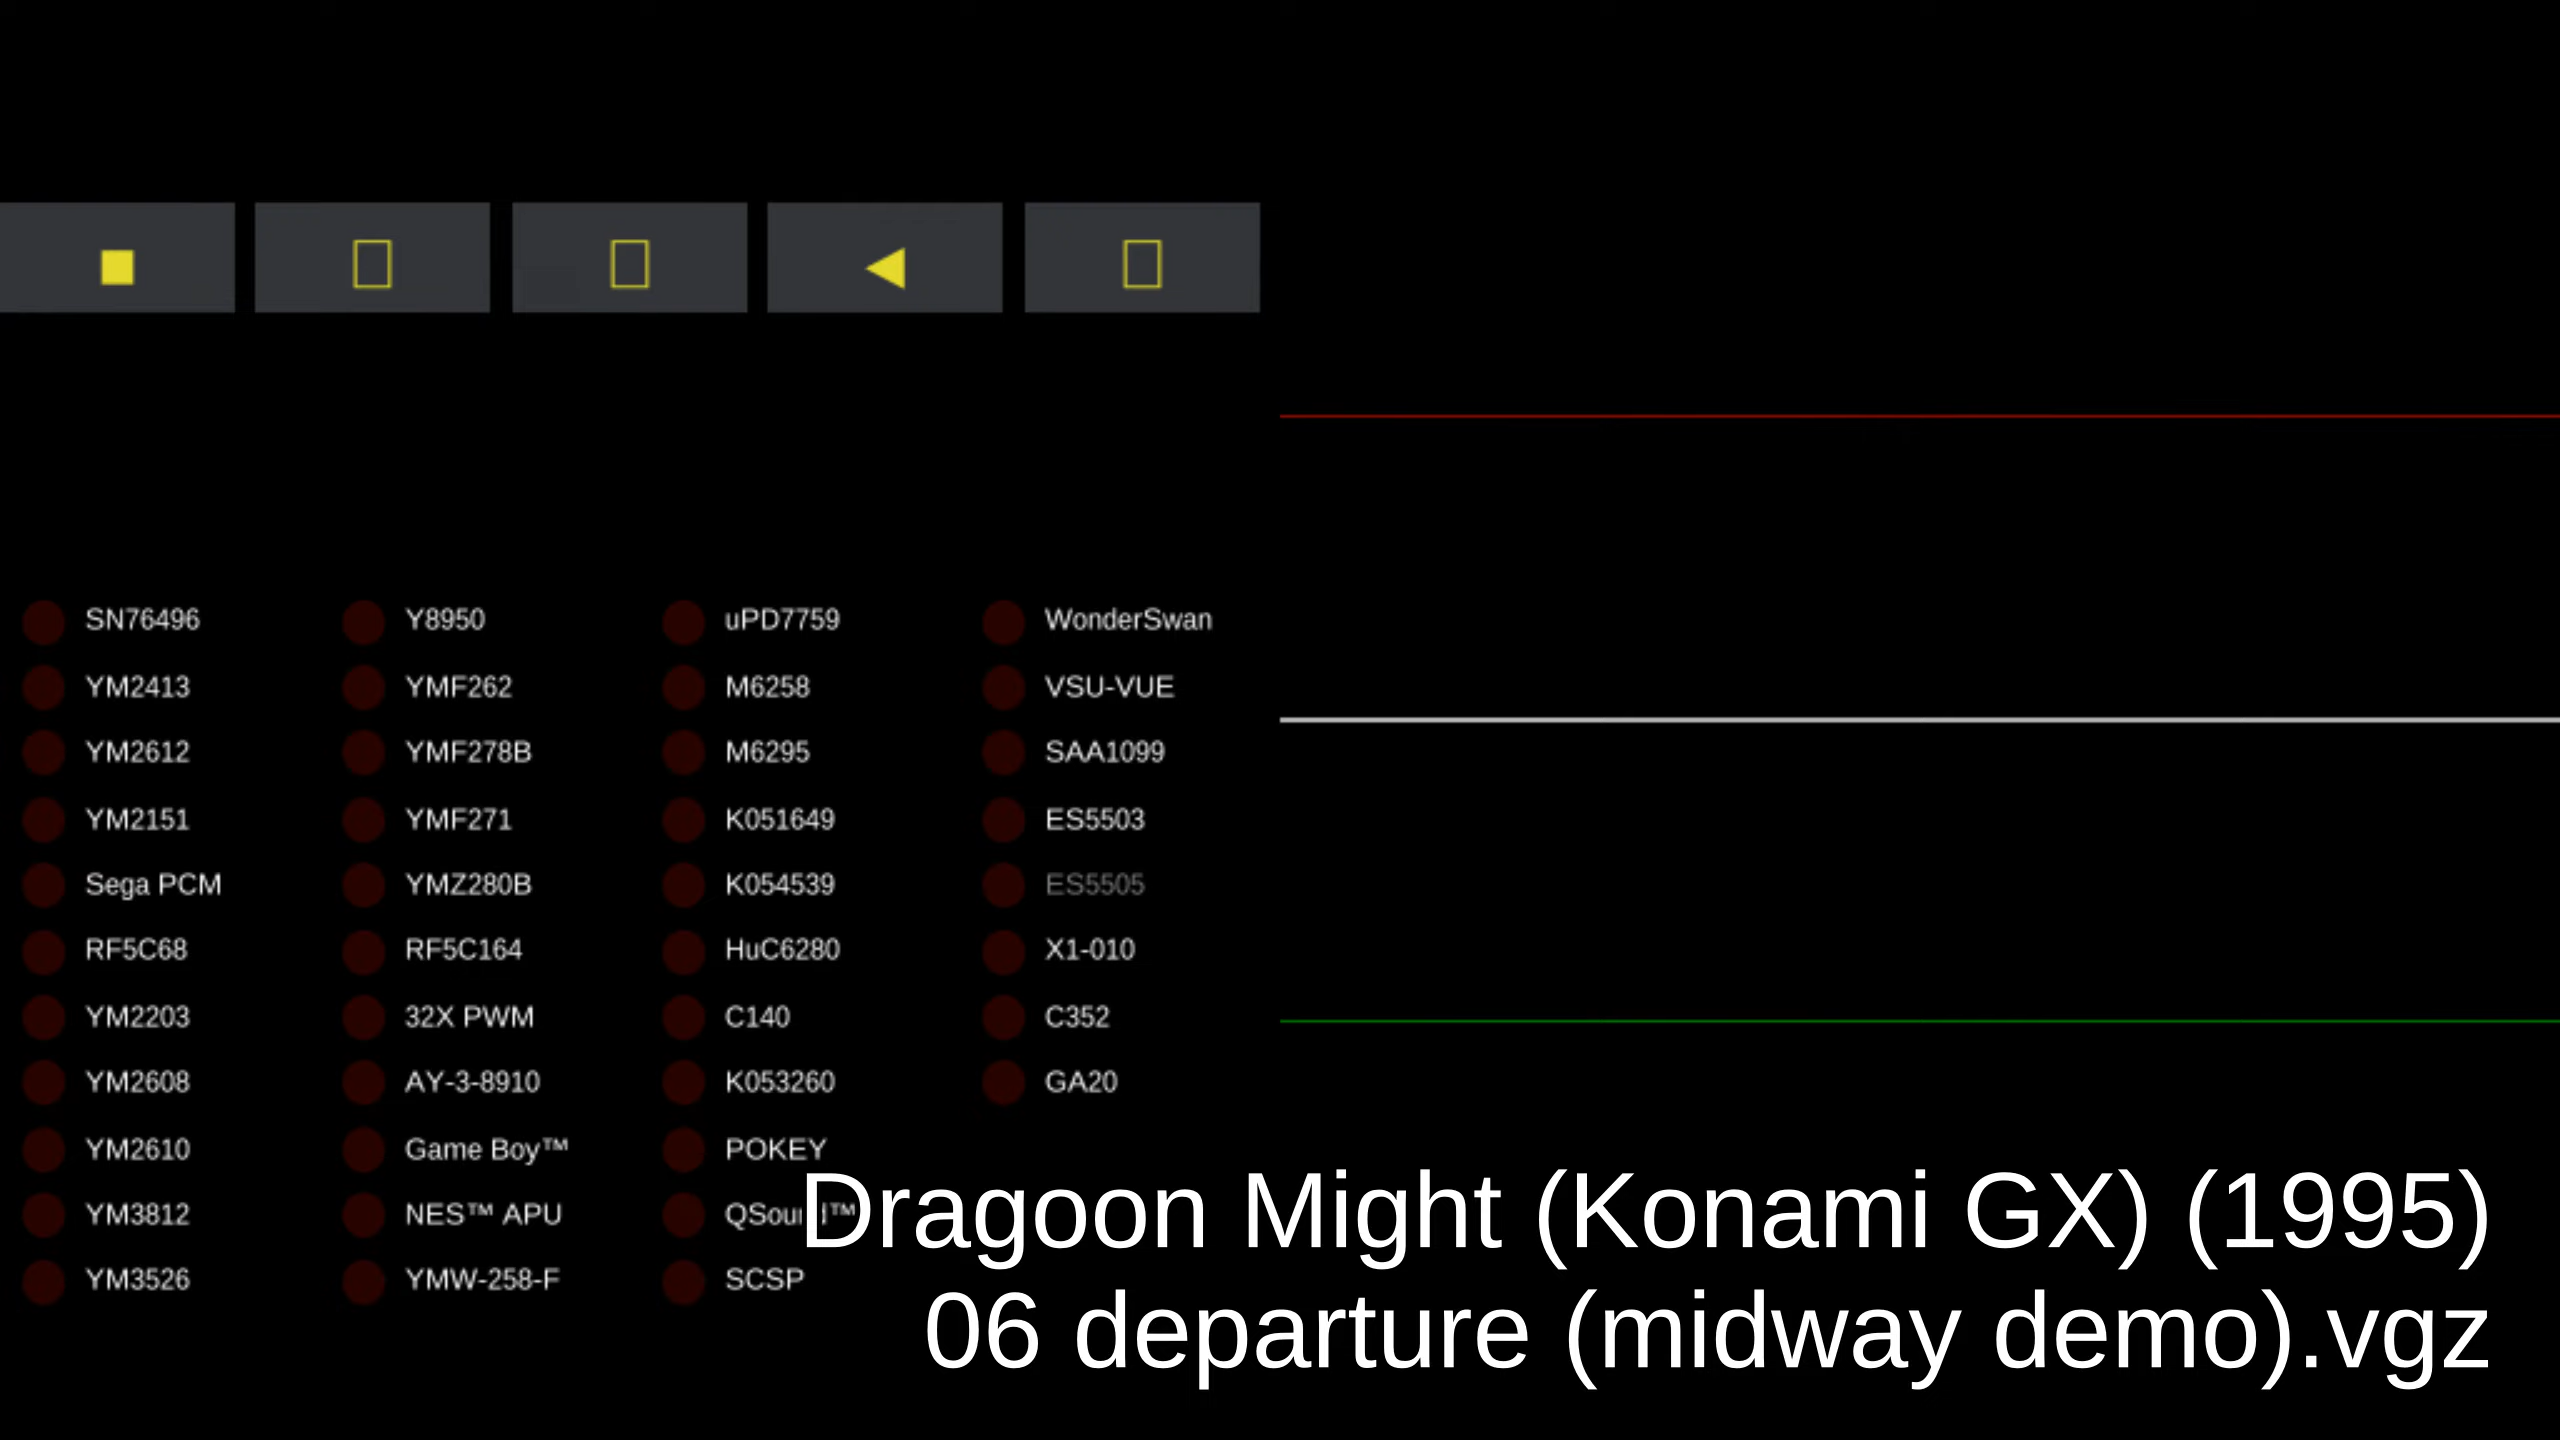 SN76496 Y8950 uPD7759 WonderSwan
YM2413 YMF262 M6258 VSU-VUE
YM2612 YMF278B M6295 SAA1099
YM2151 YMF271 K051649 ES5503
Sega PCM YMZ280B K054539 ES5505
RF5C68 RF5C164 HuC6280 X1-010
YM2203 32X PWM C140 C352
YM2608 AY-3-8910 K053260 GA20
YM2610 Game Boy™ POKEY
YM3812 NES™ APU QSound™
YM3526 YMW-258-F SCSP
Dragoon Might (Konami GX) (1995)
06 departure (midway demo).vgz